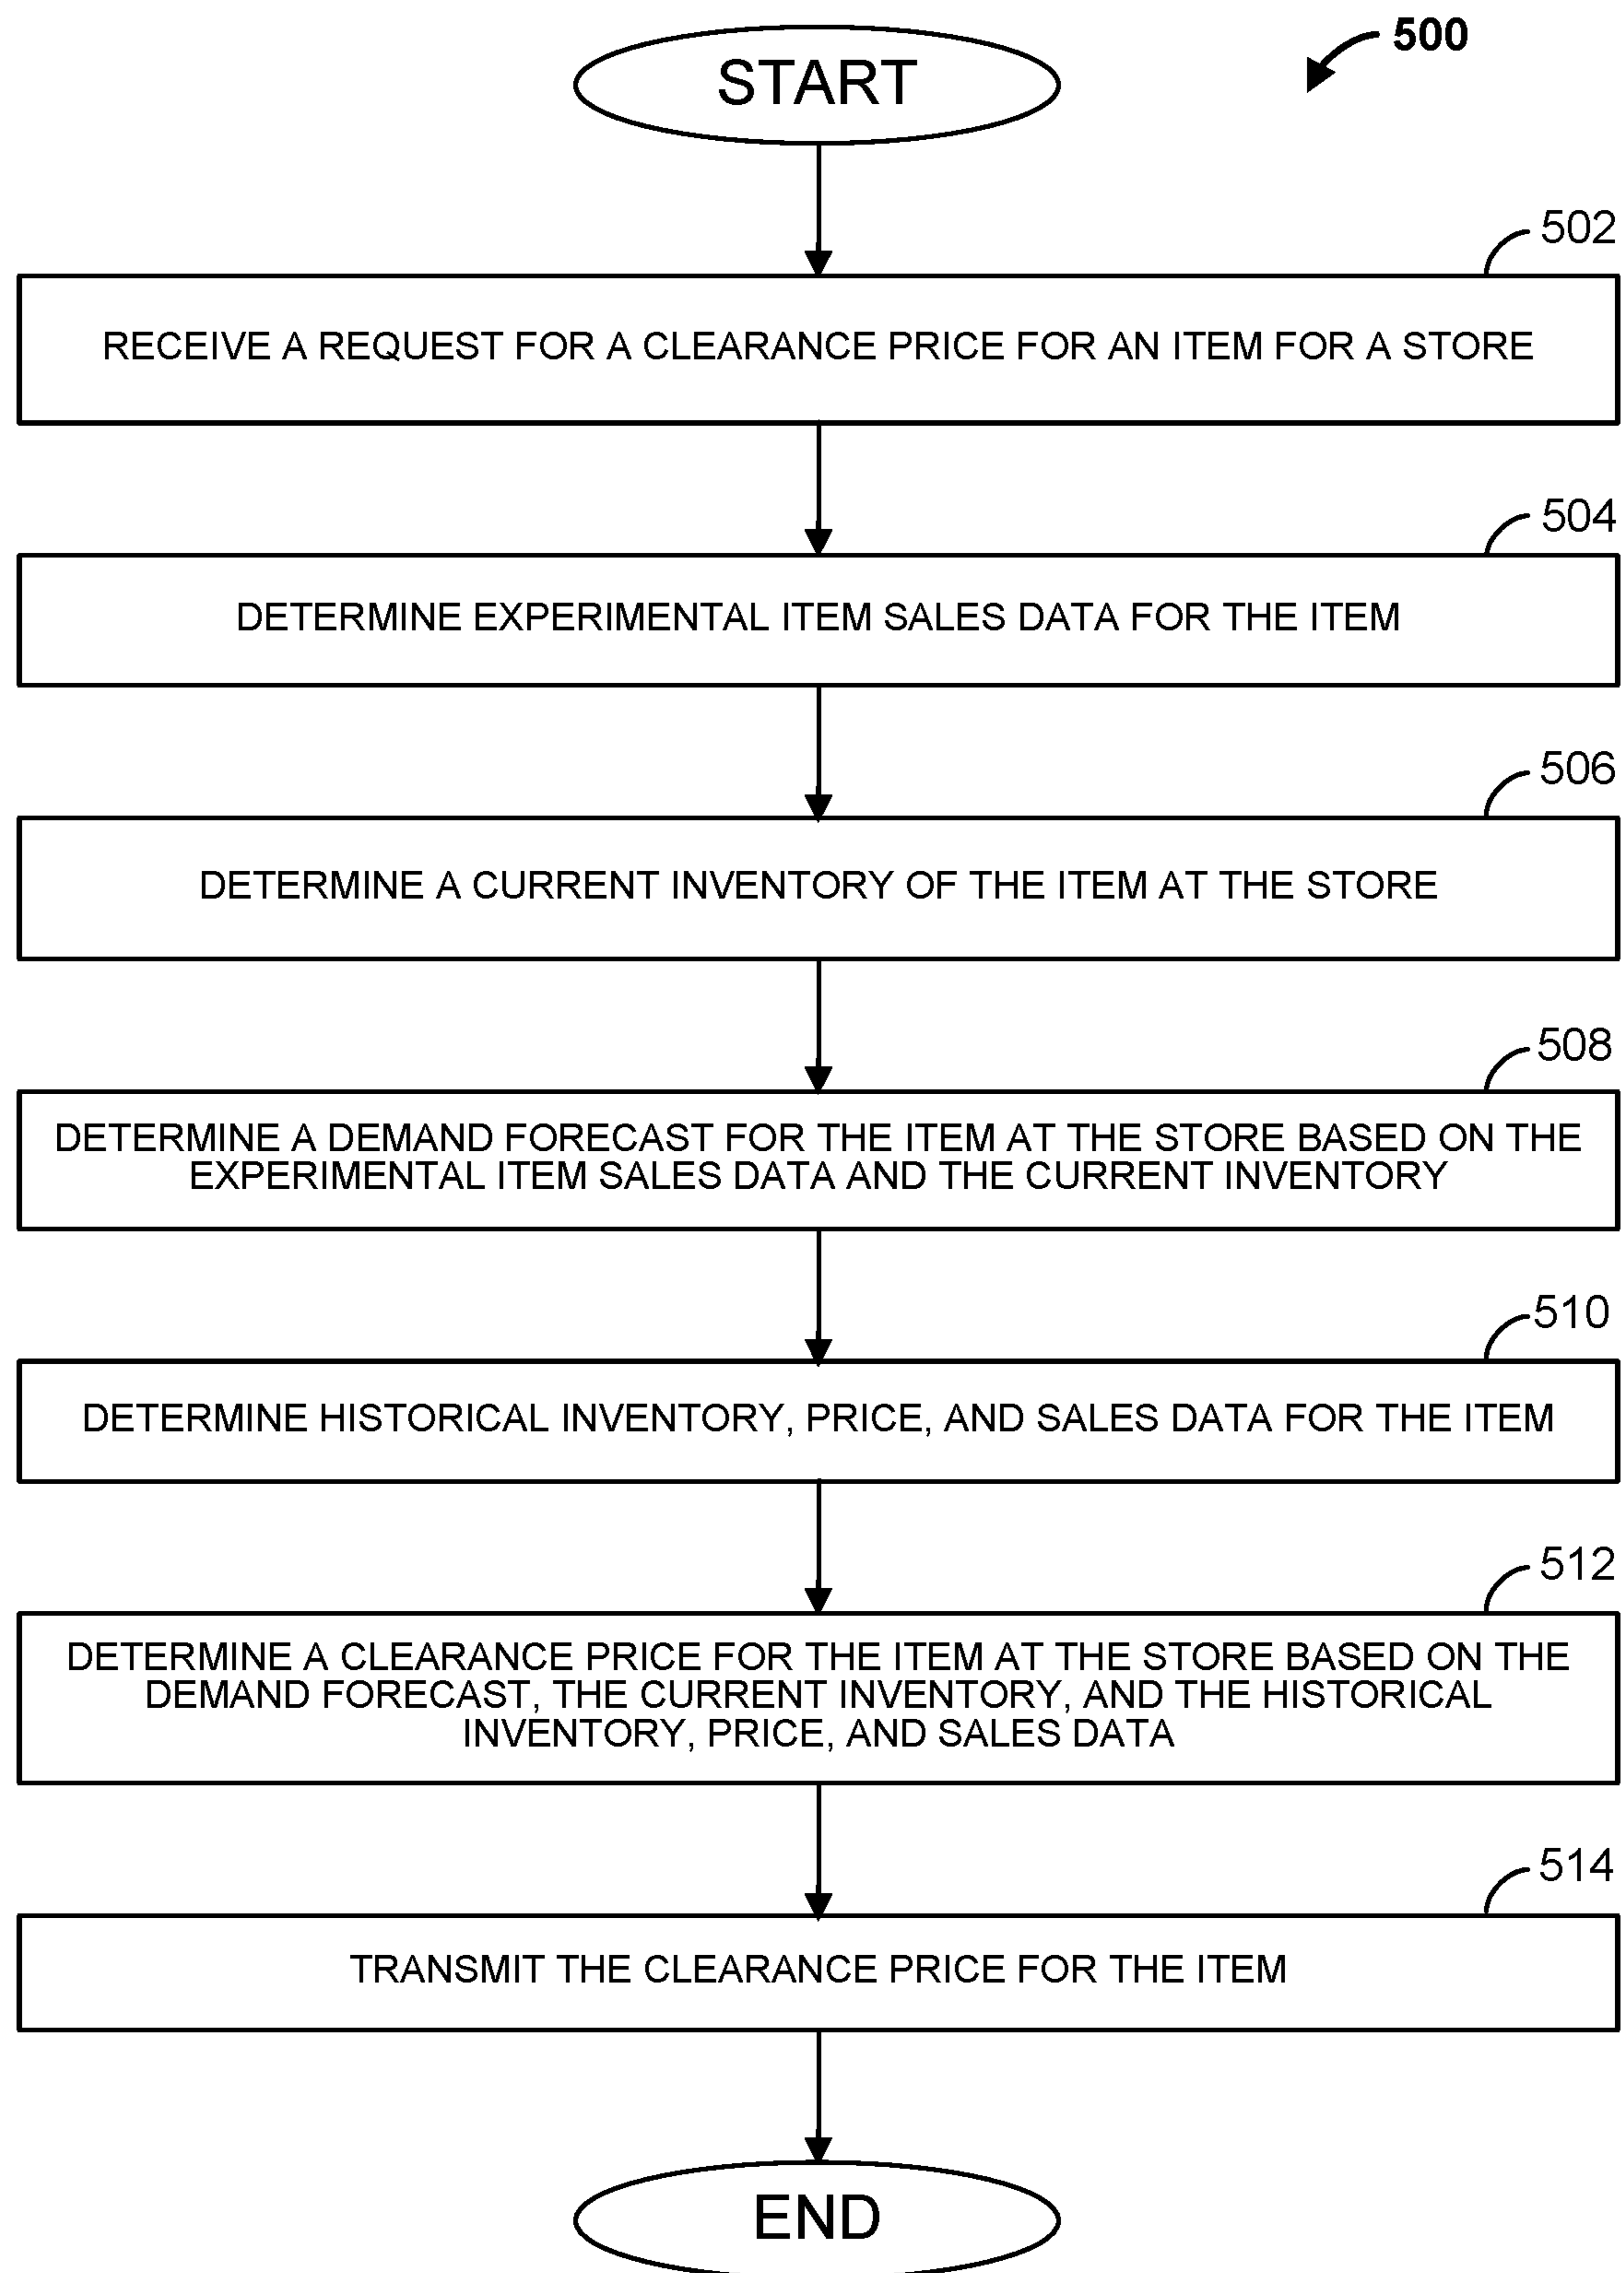 START
500
502
RECEIVE A REQUEST FOR A CLEARANCE PRICE FOR AN ITEM FOR A STORE
504
DETERMINE EXPERIMENTAL ITEM SALES DATA FOR THE ITEM
506
DETERMINE A CURRENT INVENTORY OF THE ITEM AT THE STORE
508
DETERMINE A DEMAND FORECAST FOR THE ITEM AT THE STORE BASED ON THE
EXPERIMENTAL ITEM SALES DATA AND THE CURRENT INVENTORY
510
DETERMINE HISTORICAL INVENTORY, PRICE, AND SALES DATA FOR THE ITEM
512
DETERMINE A CLEARANCE PRICE FOR THE ITEM AT THE STORE BASED ON THE
DEMAND FORECAST, THE CURRENT INVENTORY, AND THE HISTORICAL
INVENTORY, PRICE, AND SALES DATA
514
TRANSMIT THE CLEARANCE PRICE FOR THE ITEM
END